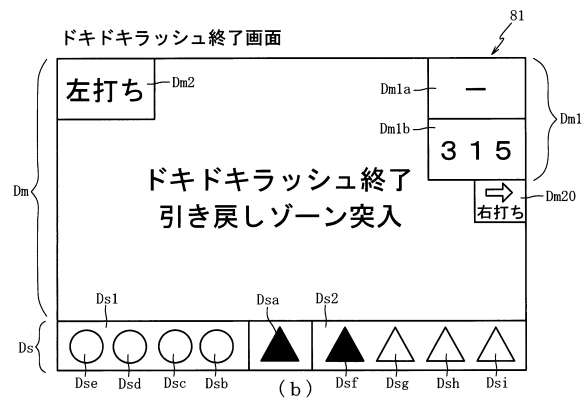 81
ドキドキラッシュ終了画面
左打ち
Dm2
Dm1a
－
Dm1
Dm1b
３１５
Dm
ドキドキラッシュ終了
引き戻しゾーン突入
Dm20
右打ち
Ds1
Dsa
Ds2
Ds
Dse
Dsd
Dsc
Dsb
(b)
Dsf
Dsg
Dsh
Dsi